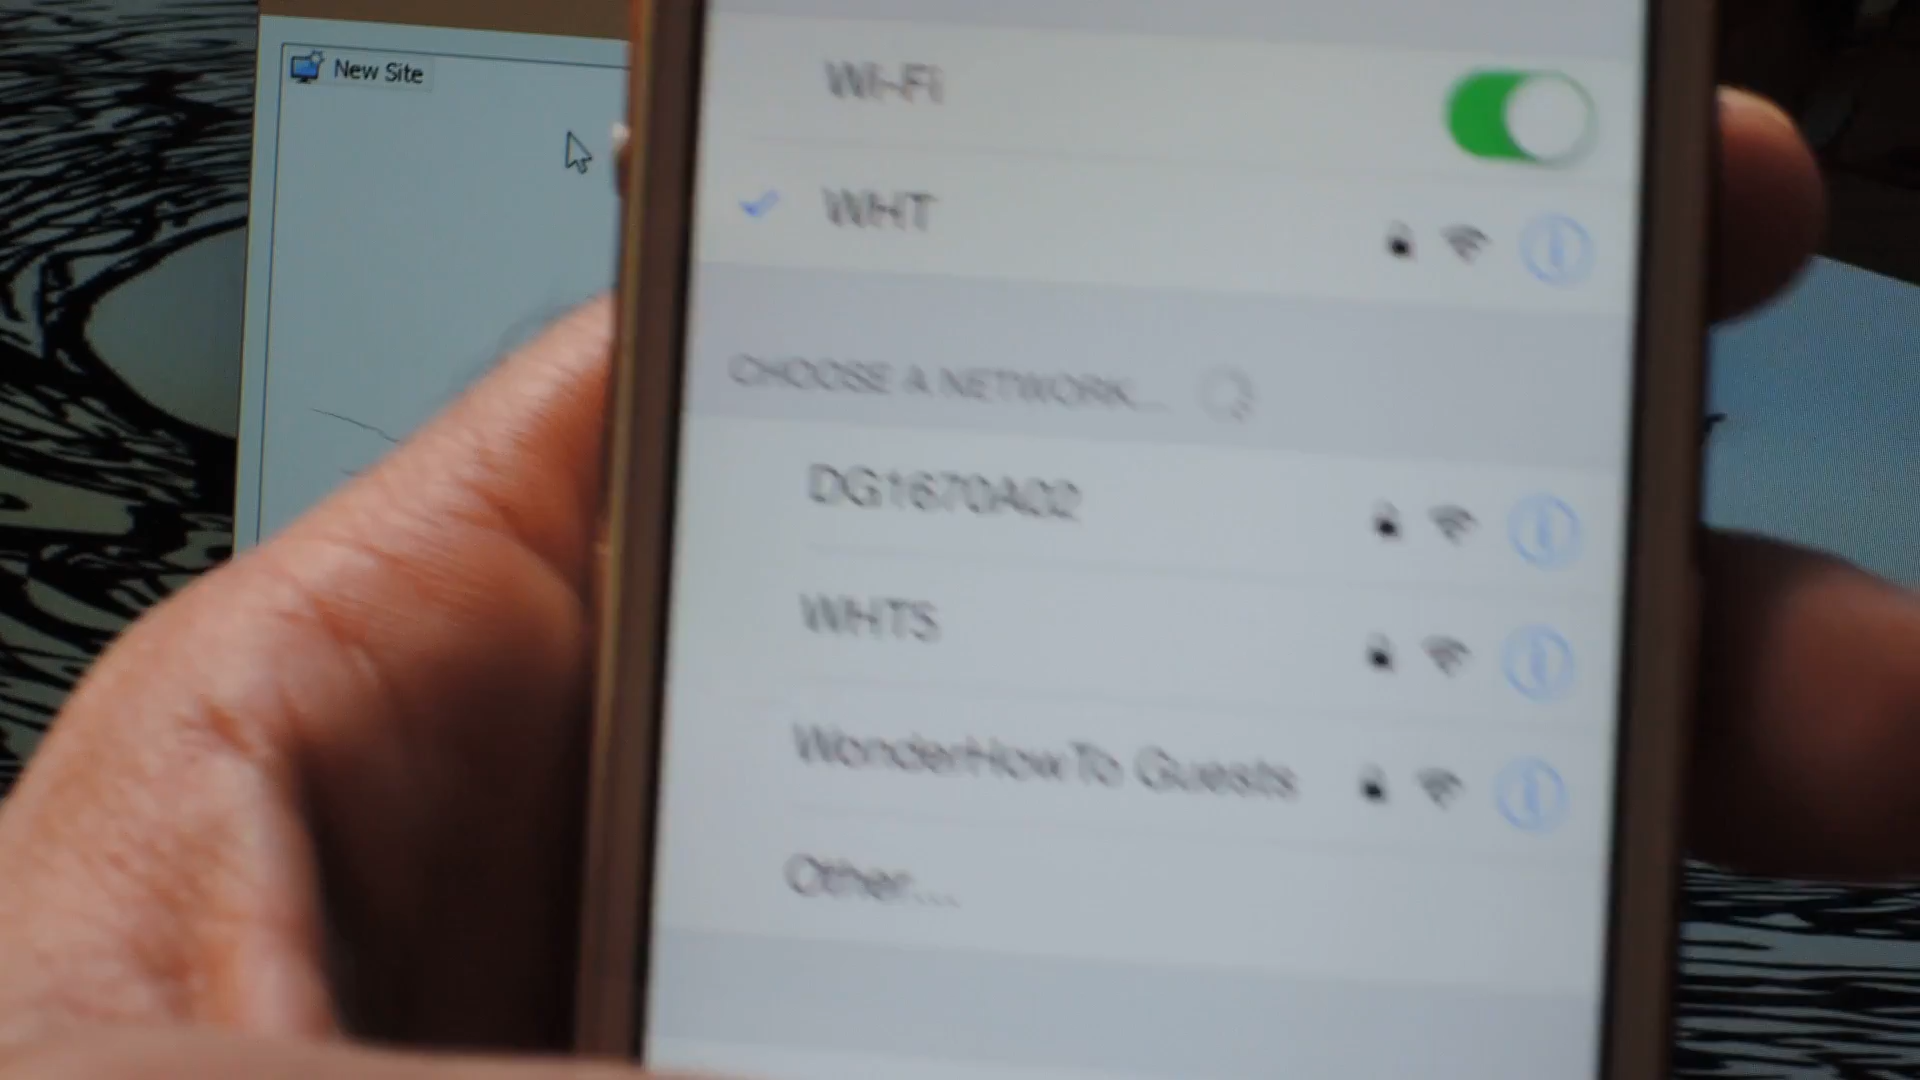 New Site
Wi-Fi
WHT
CHOOSE A NETWORK...
DG1670A02
WHTS
WonderHowTo Guests
Other...